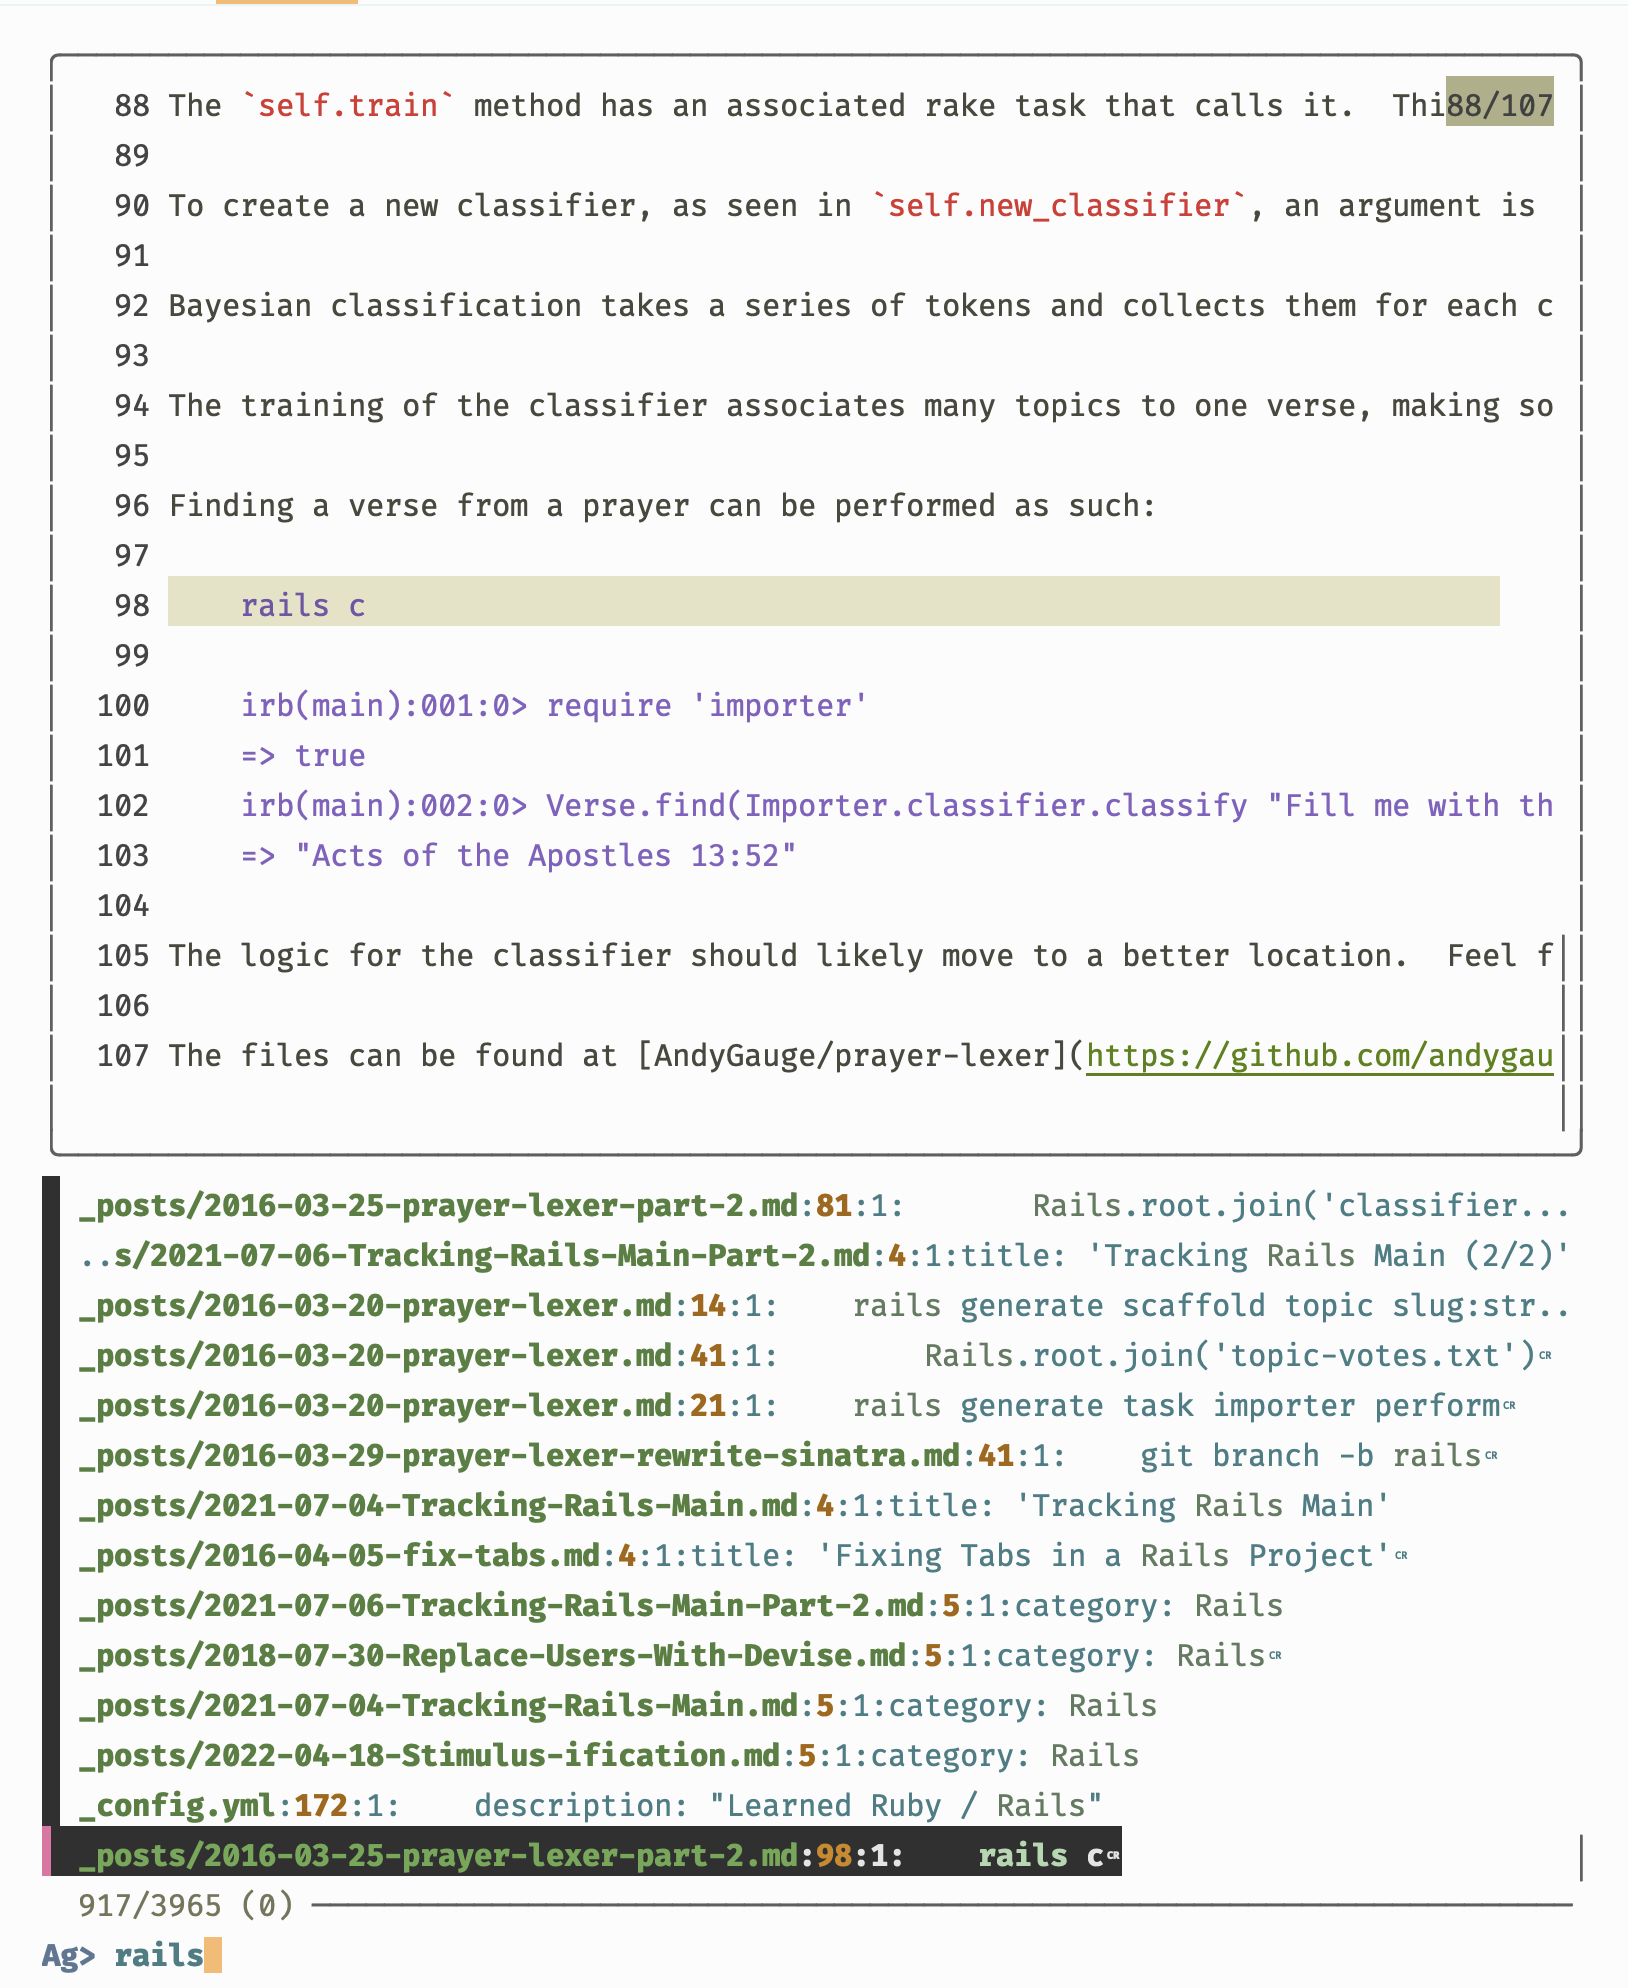 88 The `self.train` method has an associated rake task that calls it.  Thi88/107
89
90 To create a new classifier, as seen in `self.new_classifier`, an argument is
91
92 Bayesian classification takes a series of tokens and collects them for each c
93
94 The training of the classifier associates many topics to one verse, making so
95
96 Finding a verse from a prayer can be performed as such:
97
98     rails c
99
100     irb(main):001:0> require 'importer'
101     => true
102     irb(main):002:0> Verse.find(Importer.classifier.classify "Fill me with th
103     => "Acts of the Apostles 13:52"
104
105 The logic for the classifier should likely move to a better location.  Feel f
106
107 The files can be found at [AndyGauge/prayer-lexer](https://github.com/andygau
_posts/2016-03-25-prayer-lexer-part-2.md:81:1:       Rails.root.join('classifier...
..s/2021-07-06-Tracking-Rails-Main-Part-2.md:4:1:title: 'Tracking Rails Main (2/2)'
_posts/2016-03-20-prayer-lexer.md:14:1:    rails generate scaffold topic slug:str..
_posts/2016-03-20-prayer-lexer.md:41:1:        Rails.root.join('topic-votes.txt')CR
_posts/2016-03-20-prayer-lexer.md:21:1:    rails generate task importer performCR
_posts/2016-03-29-prayer-lexer-rewrite-sinatra.md:41:1:    git branch -b railsCR
_posts/2021-07-04-Tracking-Rails-Main.md:4:1:title: 'Tracking Rails Main'
_posts/2016-04-05-fix-tabs.md:4:1:title: 'Fixing Tabs in a Rails Project'CR
_posts/2021-07-06-Tracking-Rails-Main-Part-2.md:5:1:category: Rails
_posts/2018-07-30-Replace-Users-With-Devise.md:5:1:category: RailsCR
_posts/2021-07-04-Tracking-Rails-Main.md:5:1:category: Rails
_posts/2022-04-18-Stimulus-ification.md:5:1:category: Rails
_config.yml:172:1:    description: "Learned Ruby / Rails"
_posts/2016-03-25-prayer-lexer-part-2.md:98:1:    rails cCR
917/3965 (0)
Ag> rails